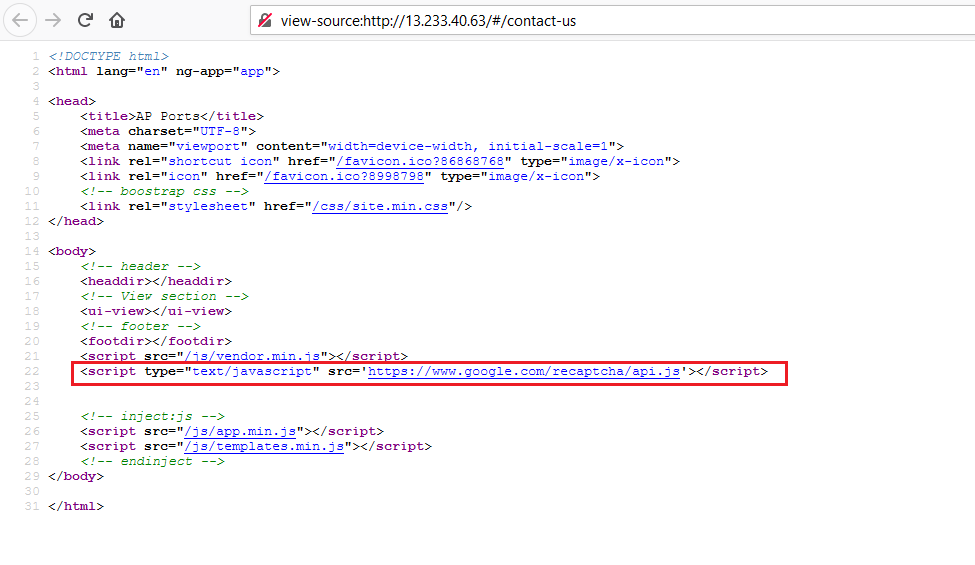 view-source:http://13.233.40.63/#/contact-us
1 <!DOCTYPE html>
2 <html lang="en" ng-app="app">
3
4 <head>
5     <title>AP Ports</title>
6     <meta charset="UTF-8">
7     <meta name="viewport" content="width=device-width, initial-scale=1">
8     <link rel="shortcut icon" href="/favicon.ico?86868768" type="image/x-icon">
9     <link rel="icon" href="/favicon.ico?8998798" type="image/x-icon">
10     <!-- boostrap css -->
11     <link rel="stylesheet" href="/css/site.min.css"/>
12 </head>
13
14 <body>
15     <!-- header -->
16     <headdir></headdir>
17     <!-- View section -->
18     <ui-view></ui-view>
19     <!-- footer -->
20     <footdir></footdir>
21     <script src="/js/vendor.min.js"></script>
22     <script type="text/javascript" src='https://www.google.com/recaptcha/api.js'></script>
23
24
25     <!-- inject:js -->
26     <script src="/js/app.min.js"></script>
27     <script src="/js/templates.min.js"></script>
28     <!-- endinject -->
29 </body>
30
31 </html>